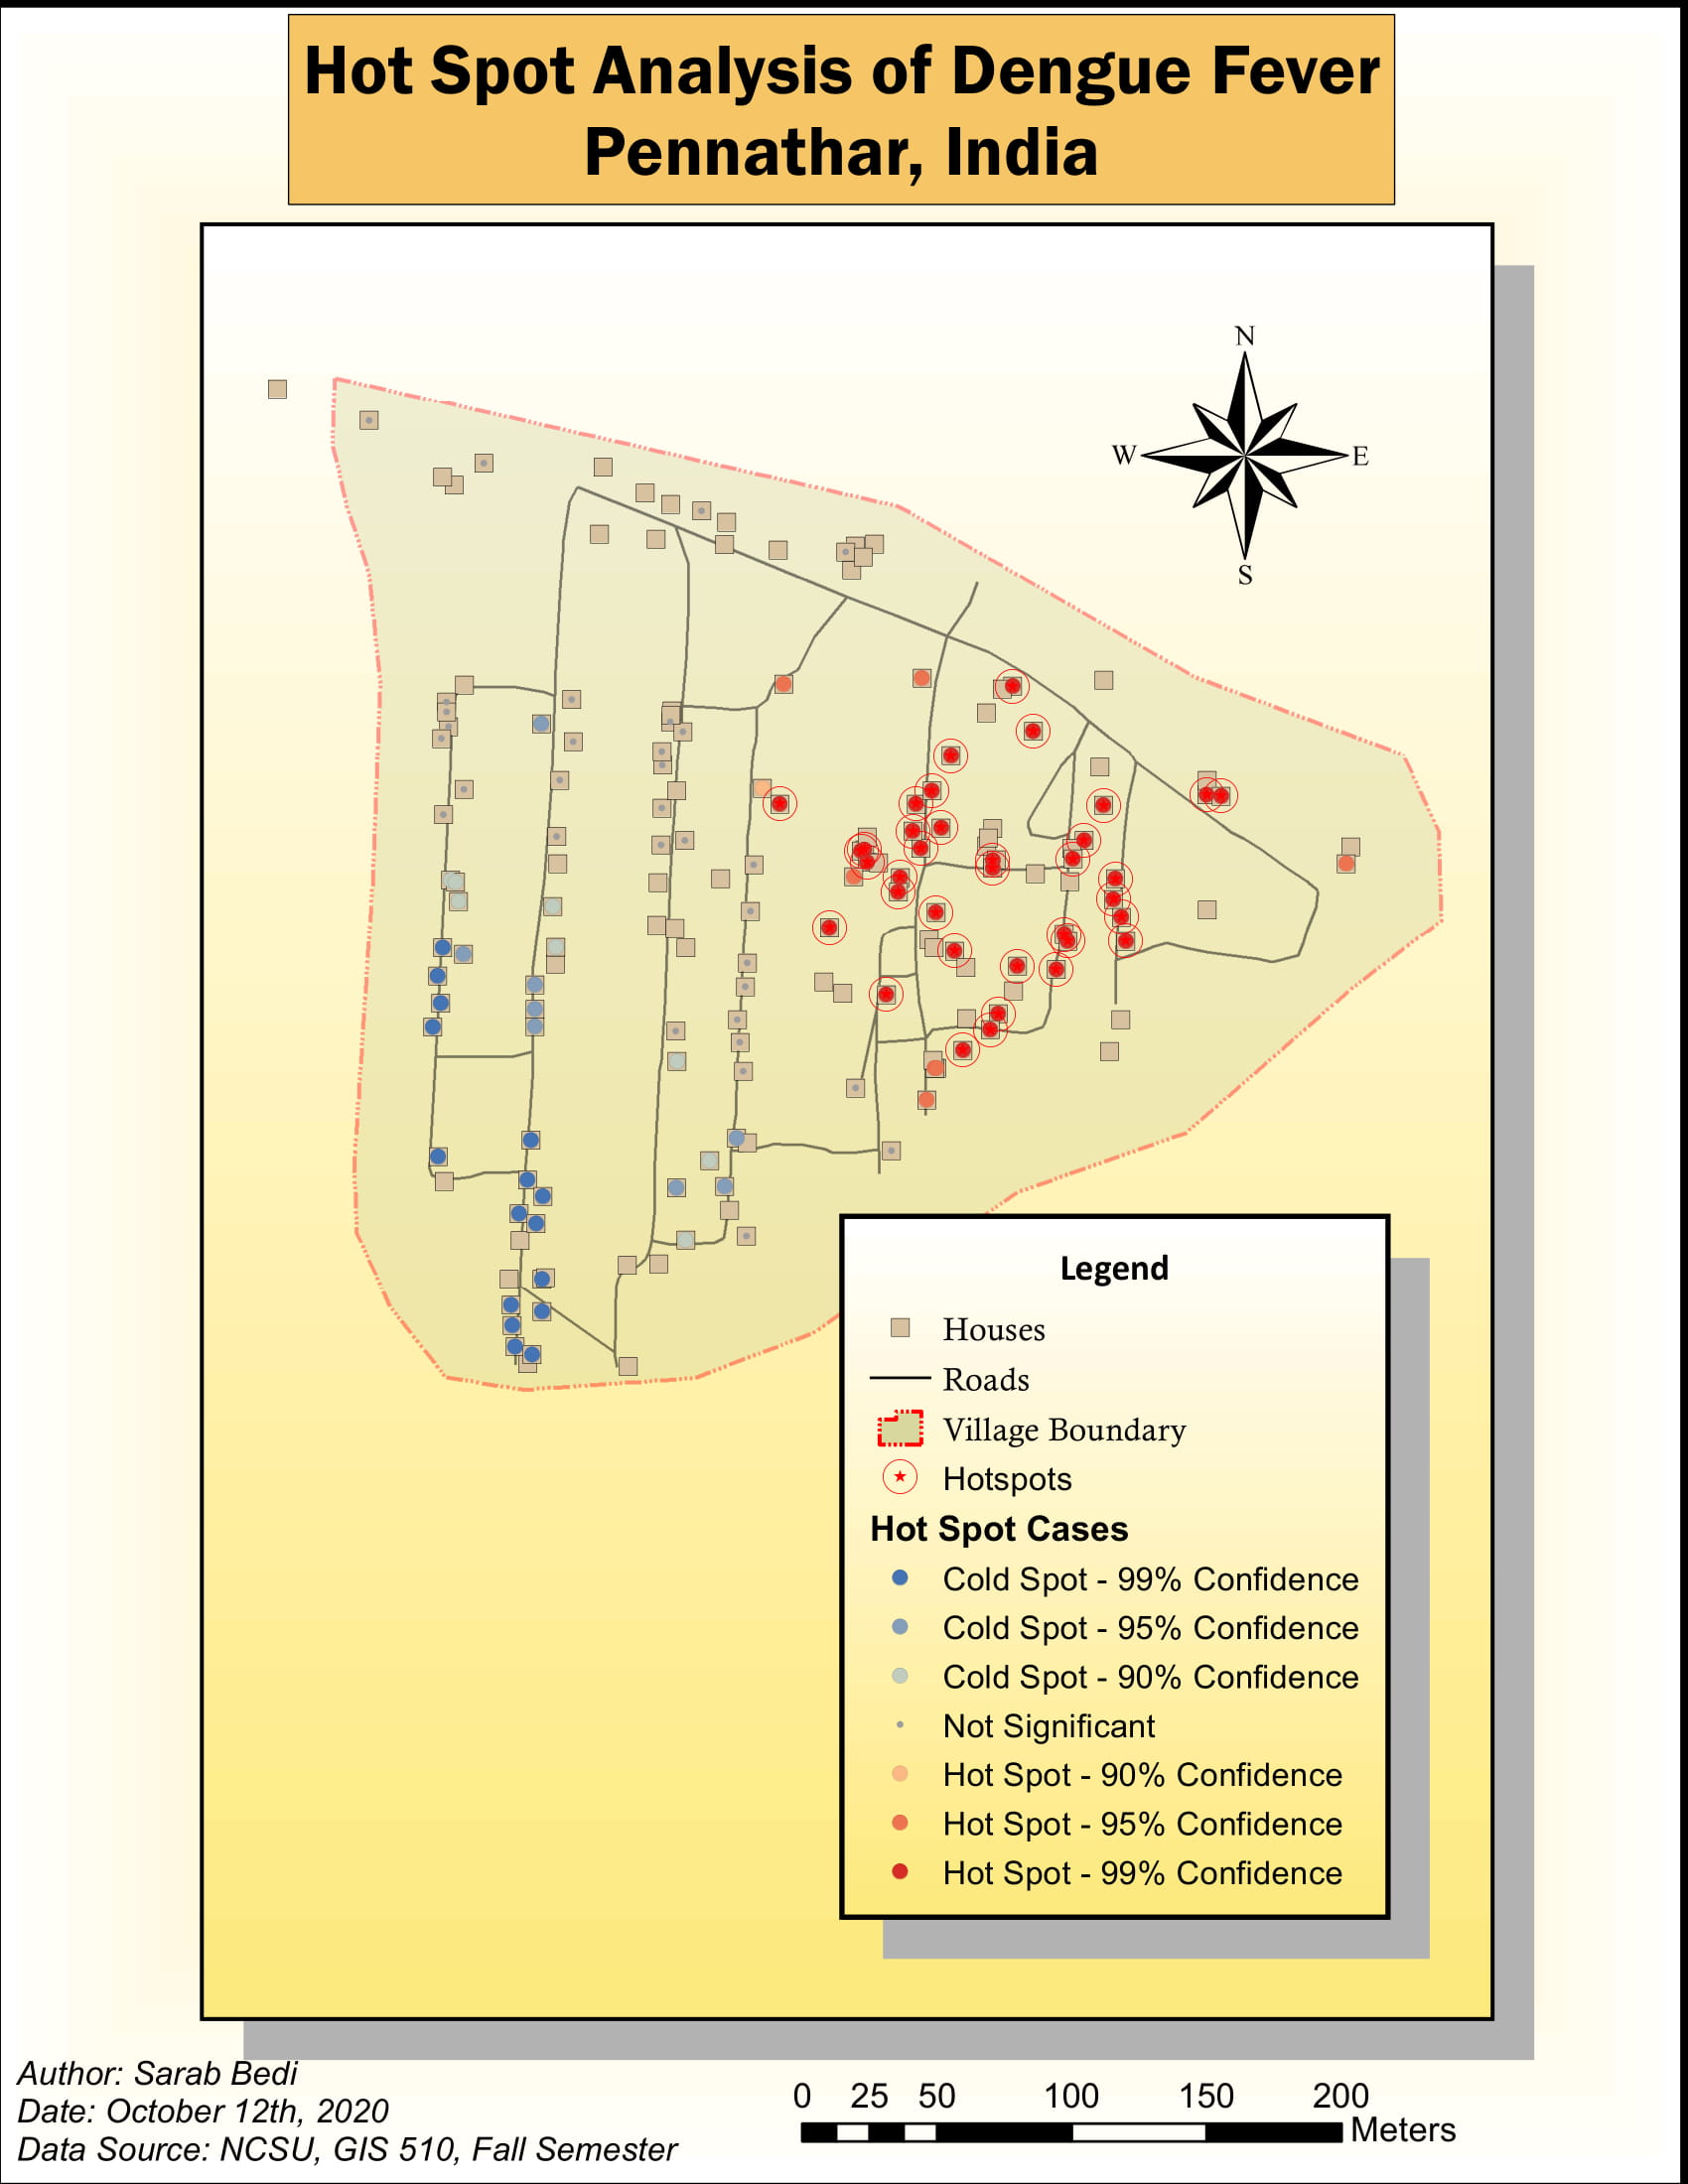 Hot Spot Analysis of Dengue Fever
Pennathar, India
N
W
E
S
Legend
Houses
Roads
Village Boundary
Hotspots
Hot Spot Cases
Cold Spot - 99% Confidence
Cold Spot - 95% Confidence
Cold Spot - 90% Confidence
Not Significant
Hot Spot - 90% Confidence
Hot Spot - 95% Confidence
Hot Spot - 99% Confidence
Author: Sarab Bedi
Date: October 12th, 2020
Data Source: NCSU, GIS 510, Fall Semester
0 25 50 100 150 200
Meters